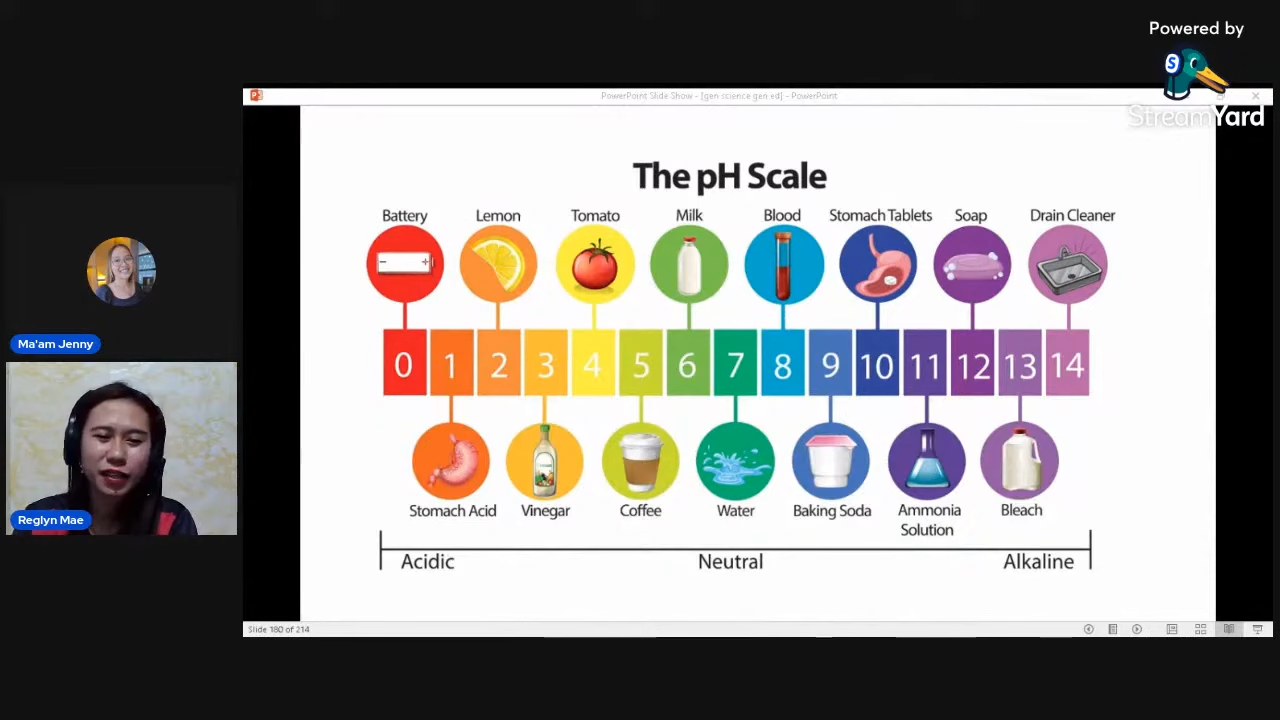 Powered by
StreamYard
PowerPoint Slide Show - [gen science gen ed] - PowerPoint
The pH Scale
Battery Lemon Tomato Milk Blood Stomach Tablets Soap Drain Cleaner
0 1 2 3 4 5 6 7 8 9 10 11 12 13 14
Stomach Acid Vinegar Coffee Water Baking Soda Ammonia Solution Bleach
Acidic Neutral Alkaline
Slide 180 of 214
Ma'am Jenny
Reglyn Mae